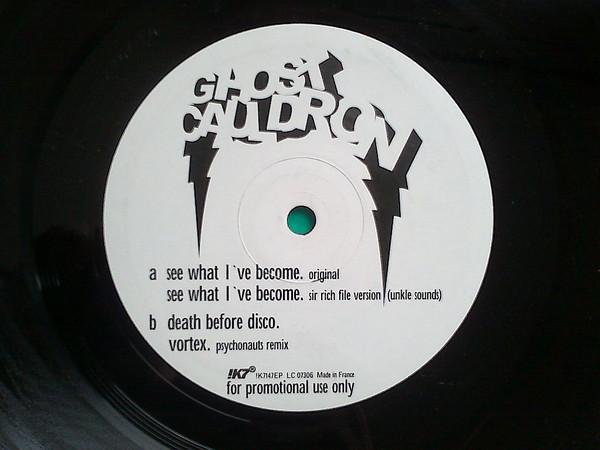 GHOST
CAULDRON
a see what I`ve become. original
see what I`ve become. sir rich file version (unkle sounds)
b death before disco.
vortex. psychonauts remix
!K7® !K7147EP LC 07306 Made in France
for promotional use only